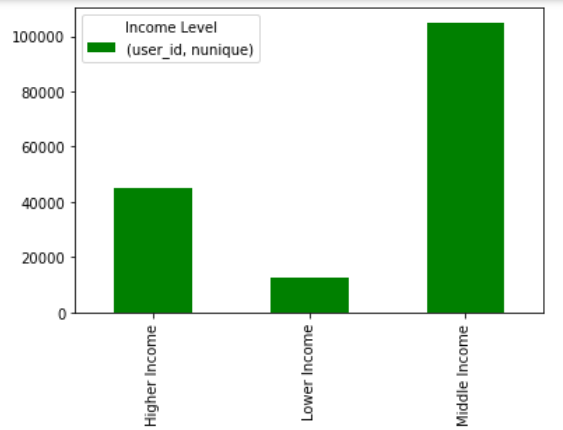 Income Level
(user_id, nunique)
100000
80000
60000
40000
20000
0
Higher Income
Lower Income
Middle Income